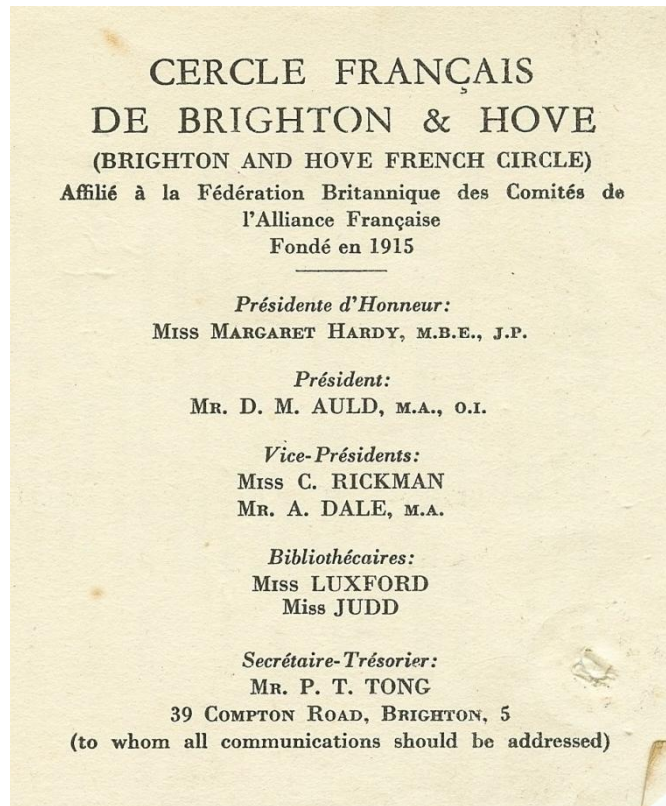 CERCLE FRANÇAIS
DE BRIGHTON & HOVE
(BRIGHTON AND HOVE FRENCH CIRCLE)
Affilié à la Fédération Britannique des Comités de
l'Alliance Française
Fondé en 1915
Présidente d'Honneur:
Miss Margaret Hardy, M.B.E., J.P.
Président:
Mr. D. M. AULD, M.A., O.I.
Vice-Présidents:
Miss C. RICKMAN
Mr. A. DALE, M.A.
Bibliothécaires:
Miss LUXFORD
Miss JUDD
Secrétaire-Trésorier:
Mr. P. T. TONG
39 Compton Road, Brighton, 5
(to whom all communications should be addressed)